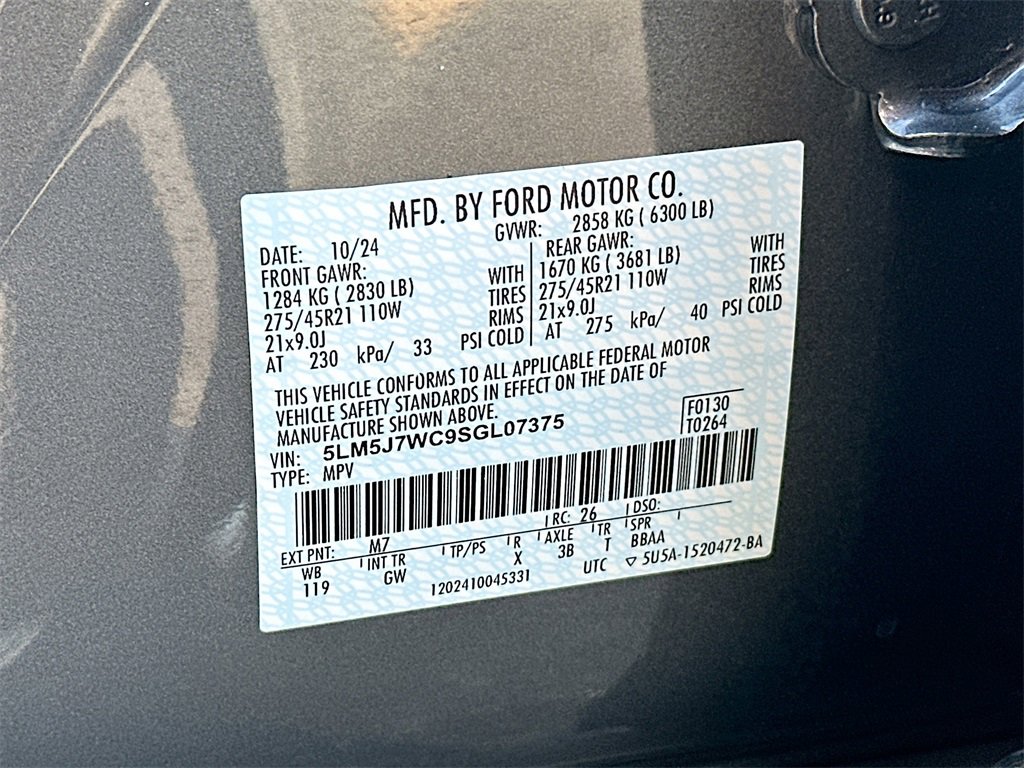 MFD. BY FORD MOTOR CO.
DATE: 10/24 GVWR: 2858 KG ( 6300 LB)
FRONT GAWR: REAR GAWR:
1284 KG ( 2830 LB) WITH 1670 KG ( 3681 LB) WITH
275/45R21 110W TIRES 275/45R21 110W TIRES
21x9.0J RIMS 21x9.0J RIMS
AT 230 kPa/ 33 PSI COLD AT 275 kPa/ 40 PSI COLD
THIS VEHICLE CONFORMS TO ALL APPLICABLE FEDERAL MOTOR
VEHICLE SAFETY STANDARDS IN EFFECT ON THE DATE OF
MANUFACTURE SHOWN ABOVE.
VIN: 5LM5J7WC9SGL07375 F0130
TYPE: MPV T0264
EXT PNT: M7 RC: 26 DSO:
WB INT TR TP/PS R AXLE TR SPR
119 GW X 3B T BBAA
1202410045331 UTC ▽ 5U5A-1520472-BA